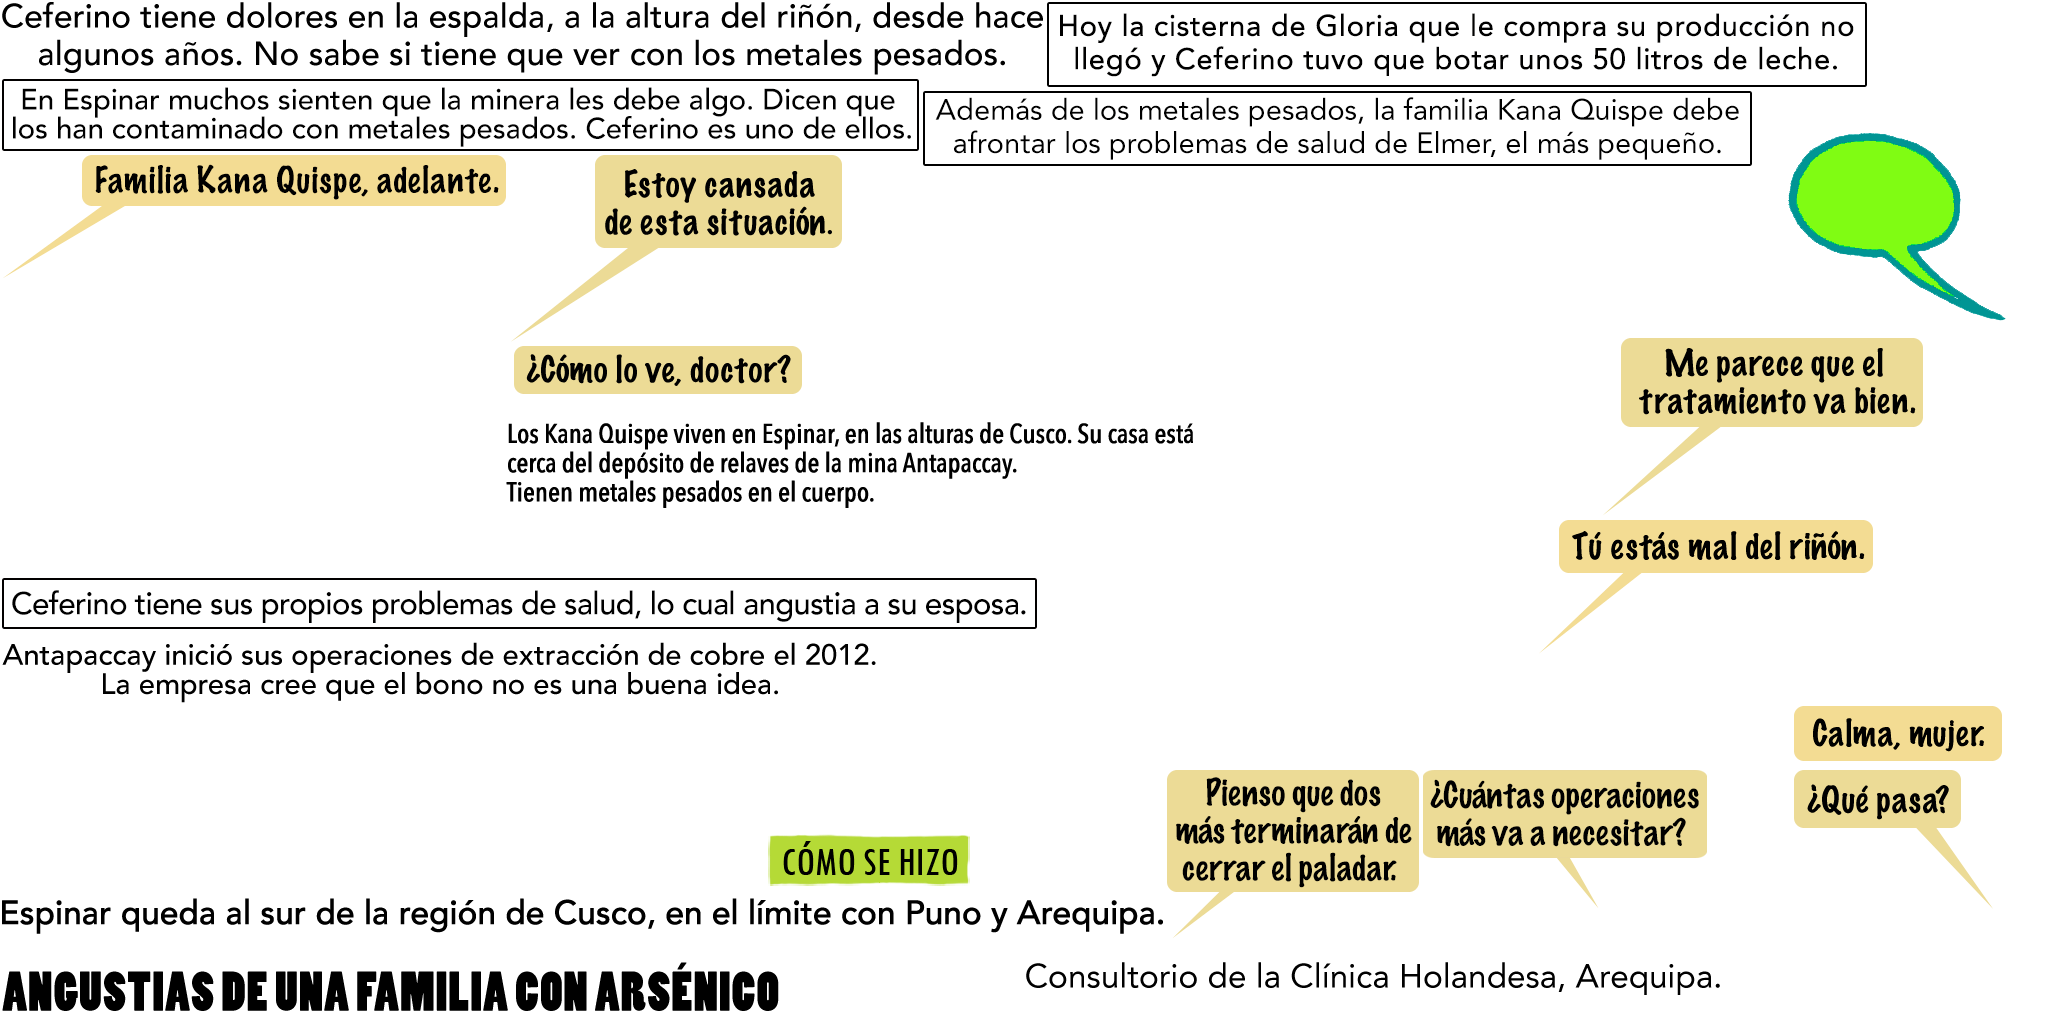 Ceferino tiene dolores en la espalda, a la altura del riñón, desde hace
algunos años. No sabe si tiene que ver con los metales pesados.
Hoy la cisterna de Gloria que le compra su producción no
llegó y Ceferino tuvo que botar unos 50 litros de leche.
En Espinar muchos sienten que la minera les debe algo. Dicen que
los han contaminado con metales pesados. Ceferino es uno de ellos.
Además de los metales pesados, la familia Kana Quispe debe
afrontar los problemas de salud de Elmer, el más pequeño.
Familia Kana Quispe, adelante.
Estoy cansada
de esta situación.
¿Cómo lo ve, doctor?
Me parece que el
tratamiento va bien.
Los Kana Quispe viven en Espinar, en las alturas de Cusco. Su casa está
cerca del depósito de relaves de la mina Antapaccay.
Tienen metales pesados en el cuerpo.
Tú estás mal del riñón.
Ceferino tiene sus propios problemas de salud, lo cual angustia a su esposa.
Antapaccay inició sus operaciones de extracción de cobre el 2012.
La empresa cree que el bono no es una buena idea.
Calma, mujer.
Pienso que dos
más terminarán de
cerrar el paladar.
¿Cuántas operaciones
más va a necesitar?
¿Qué pasa?
CÓMO SE HIZO
Espinar queda al sur de la región de Cusco, en el límite con Puno y Arequipa.
ANGUSTIAS DE UNA FAMILIA CON ARSÉNICO
Consultorio de la Clínica Holandesa, Arequipa.